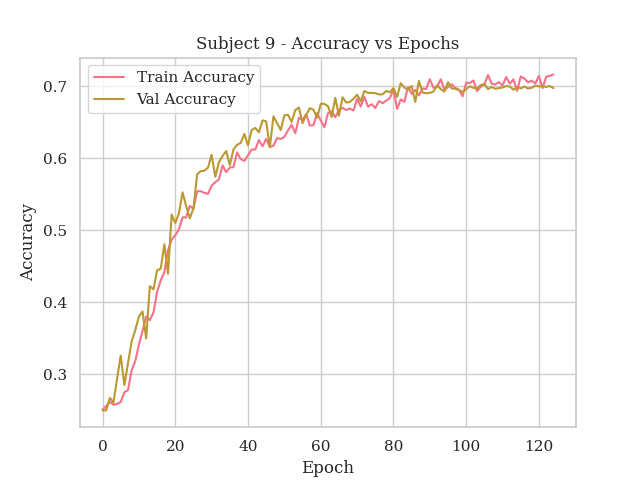 Subject 9 - Accuracy vs Epochs
Train Accuracy
Val Accuracy
0.7
0.6
0.5
0.4
0.3
Accuracy
0 20 40 60 80 100 120
Epoch